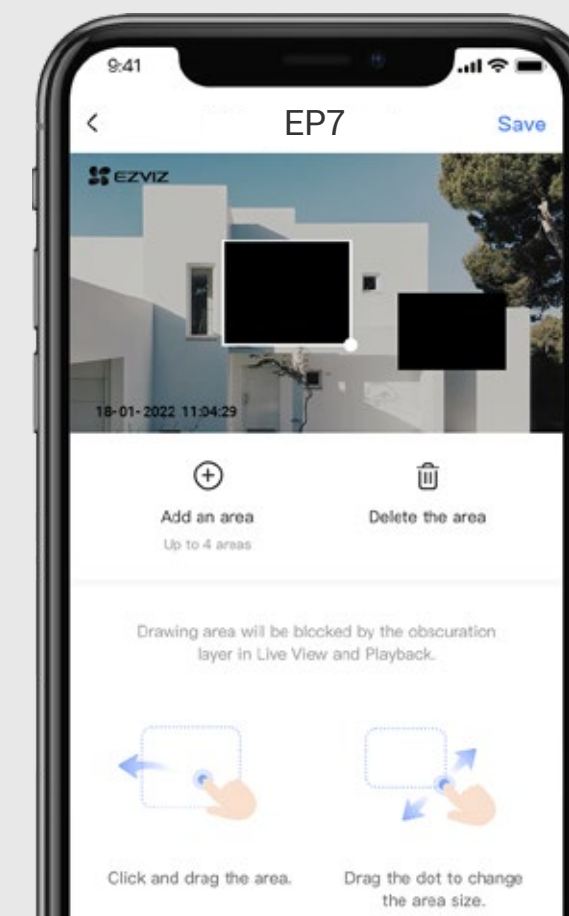 9:41
EP7
Save
EZVIZ
18-01-2022 11:04:29
Add an area
Delete the area
Up to 4 areas
Drawing area will be blocked by the obscuration
layer in Live View and Playback.
Click and drag the area.
Drag the dot to change
the area size.